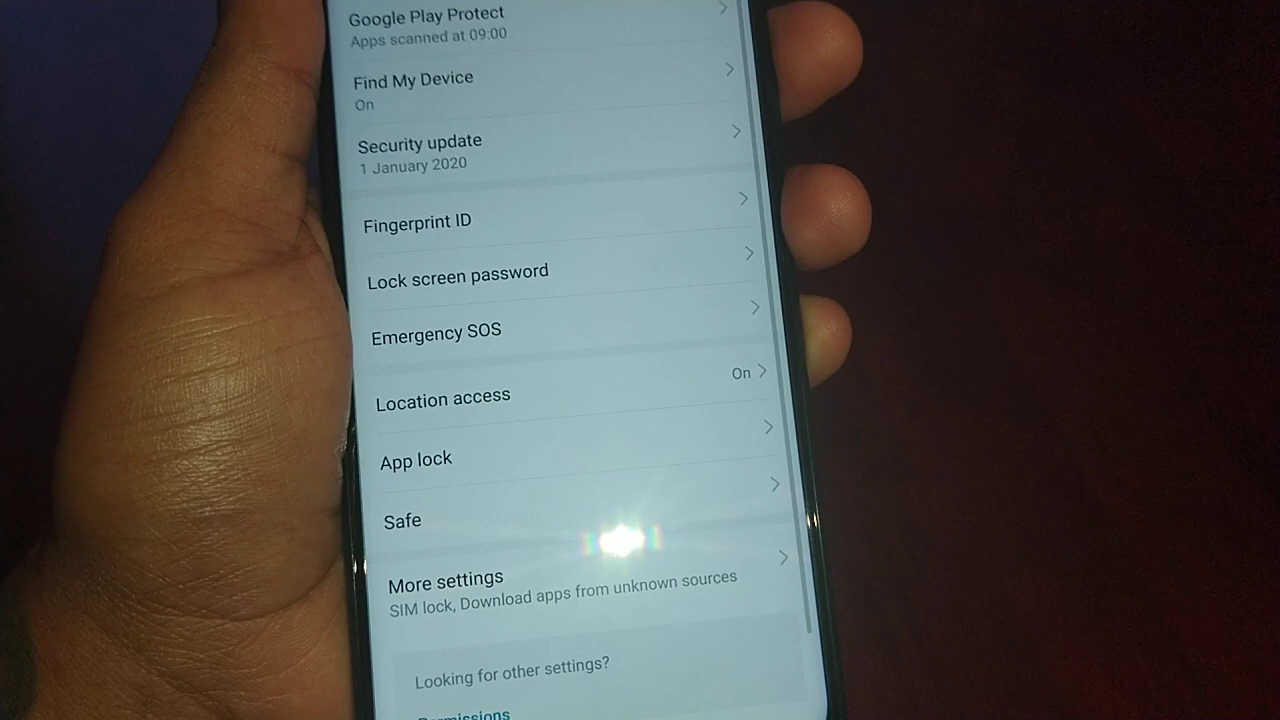 Google Play Protect
Apps scanned at 09:00
Find My Device
On
Security update
1 January 2020
Fingerprint ID
Lock screen password
Emergency SOS
Location access
On
App lock
Safe
More settings
SIM lock, Download apps from unknown sources
Looking for other settings?
Permissions